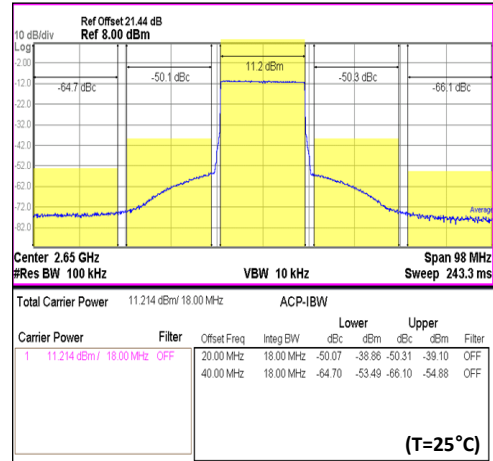 Ref Offset 21.44 dB
10 dB/div Ref 8.00 dBm
Log
-2.00
11.2 dBm
-50.1 dBc -50.3 dBc
-64.7 dBc -66.1 dBc
-12.0
-22.0
-32.0
-42.0
-52.0
-62.0
-72.0
Average
-82.0
Center 2.65 GHz Span 98 MHz
#Res BW 100 kHz VBW 10 kHz Sweep 243.3 ms
Total Carrier Power 11.214 dBm/ 18.00 MHz ACP-IBW
Lower Upper
Carrier Power Filter Offset Freq Integ BW dBc dBm dBc dBm Filter
1 11.214 dBm / 18.00 MHz OFF 20.00 MHz 18.00 MHz -50.07 -38.86 -50.31 -39.10 OFF
40.00 MHz 18.00 MHz -64.70 -53.49 -66.10 -54.88 OFF
(T=25°C)